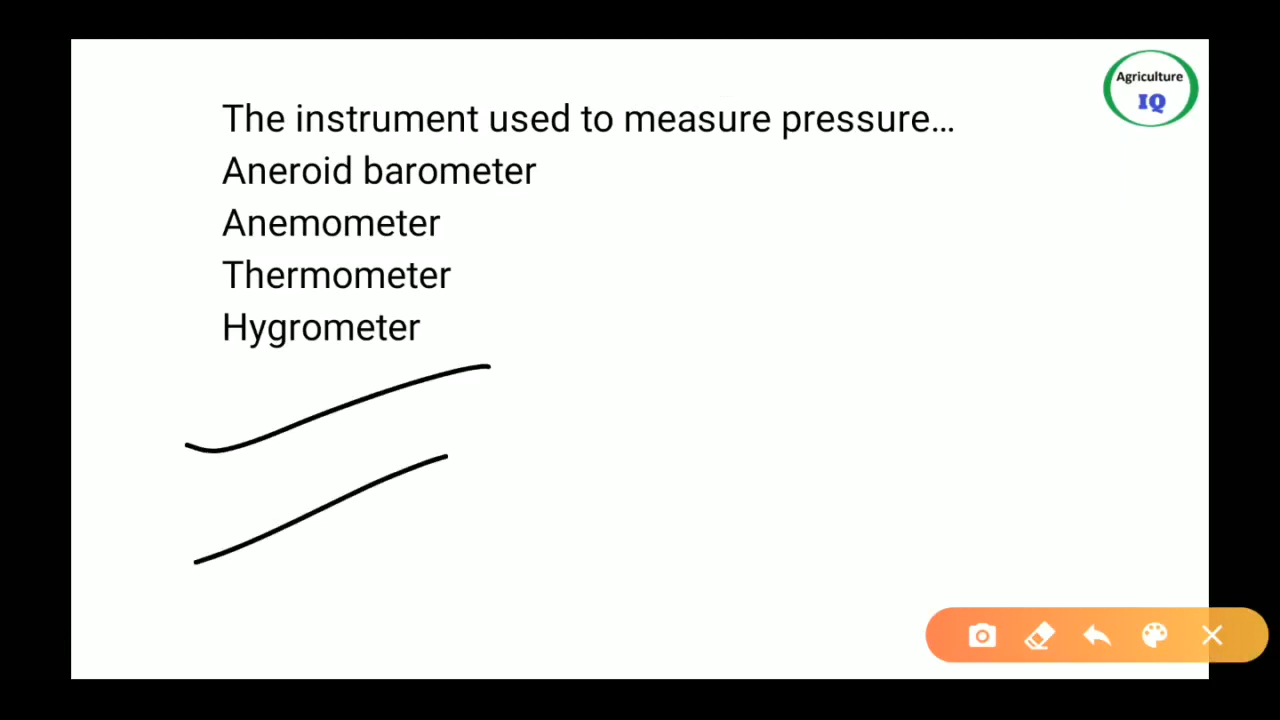 Agriculture
IQ
The instrument used to measure pressure...
Aneroid barometer
Anemometer
Thermometer
Hygrometer